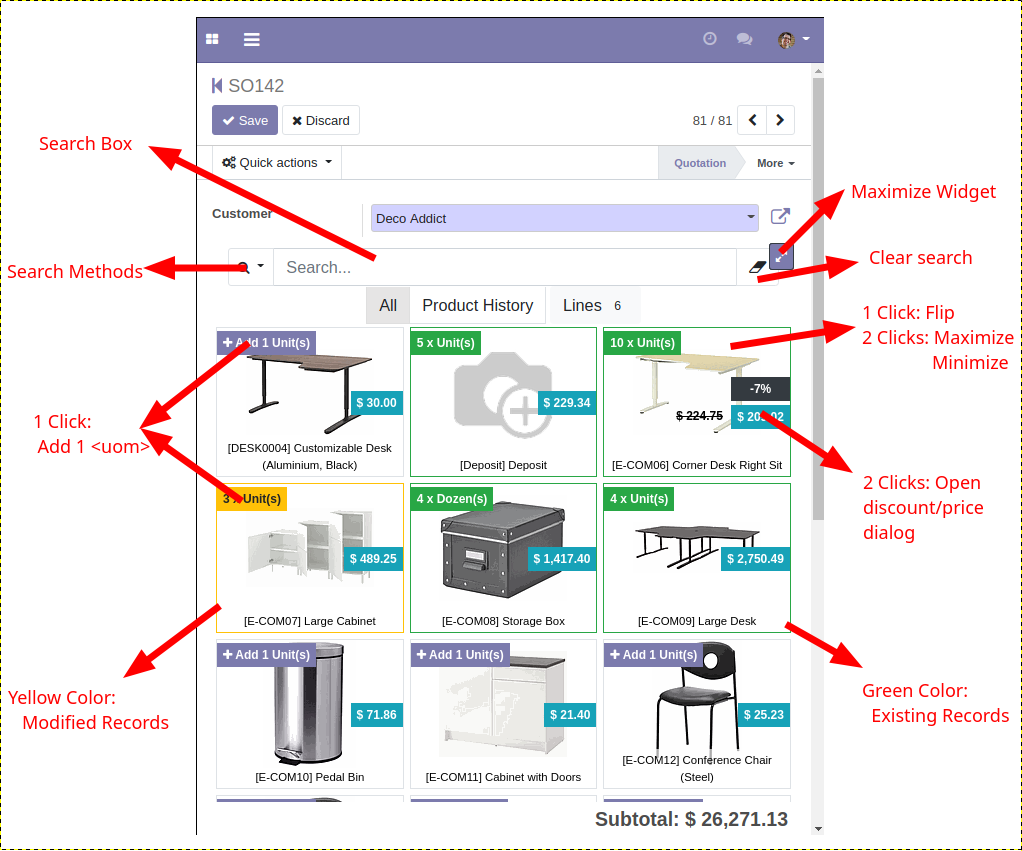 SO142
Save
Discard
81 / 81
Search Box
Quick actions
Quotation
More
Maximize Widget
Customer
Deco Addict
Clear search
Search Methods
Search...
All
Product History
Lines 6
1 Click: Flip
2 Clicks: Maximize
Minimize
Add 1 Unit(s)
5 x Unit(s)
10 x Unit(s)
-7%
$ 30.00
$ 229.34
$ 224.75
1 Click:
Add 1 <uom>
[DESK0004] Customizable Desk
(Aluminium, Black)
[Deposit] Deposit
[E-COM06] Corner Desk Right Sit
2 Clicks: Open
discount/price
dialog
3 x Unit(s)
4 x Dozen(s)
4 x Unit(s)
$ 489.25
$ 1,417.40
$ 2,750.49
[E-COM07] Large Cabinet
[E-COM08] Storage Box
[E-COM09] Large Desk
Yellow Color:
Modified Records
Green Color:
Existing Records
Add 1 Unit(s)
Add 1 Unit(s)
Add 1 Unit(s)
$ 71.86
$ 21.40
$ 25.23
[E-COM10] Pedal Bin
[E-COM11] Cabinet with Doors
[E-COM12] Conference Chair
(Steel)
Subtotal: $ 26,271.13